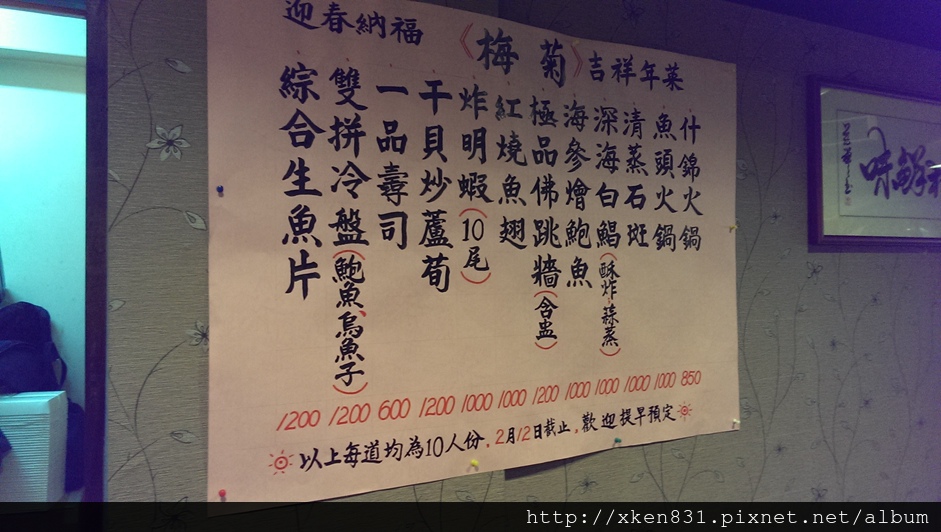 迎春納福《梅菊》吉祥年菜
綜合生魚片
雙拼冷盤(鮑魚、烏魚子)
一品壽司
干貝炒蘆筍
炸明蝦(10尾)
紅燒魚翅
極品佛跳牆(含盅)
海參燴鮑魚
深海白鯧(酥炸·蒜蒸)
清蒸石斑
魚頭火鍋
什錦火鍋
1200 1200 600 1200 1000 1000 1200 1000 1000 1000 1000 850
以上每道均為10人份。2月12日截止。歡迎提早預定
味鮮
http://xken831.pixnet.net/album